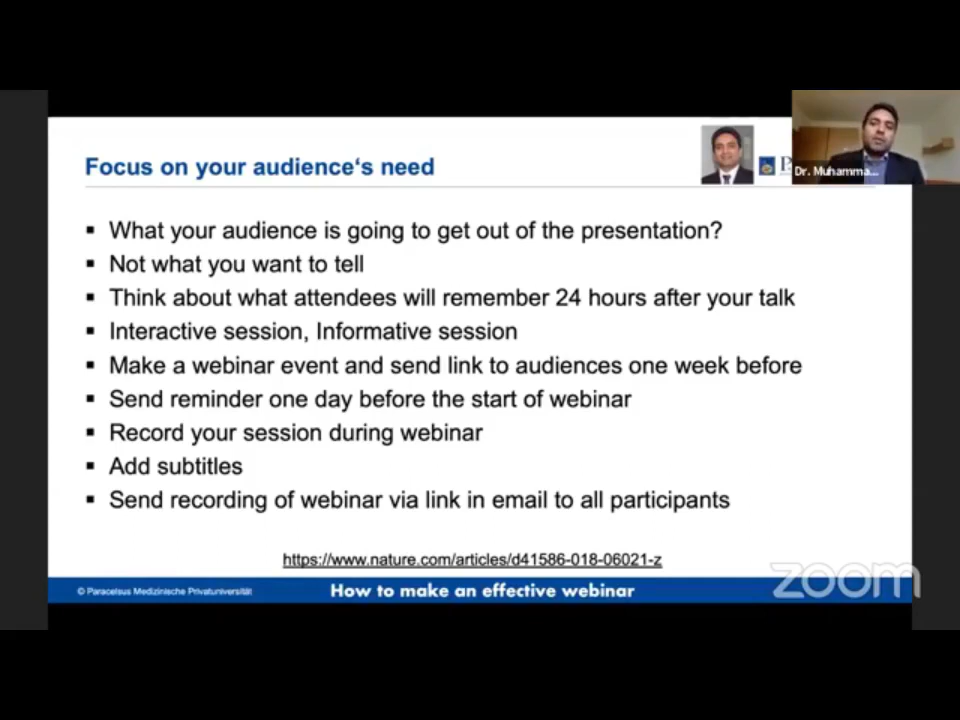 Focus on your audience‘s need
Dr. Muhamma...
▪ What your audience is going to get out of the presentation?
▪ Not what you want to tell
▪ Think about what attendees will remember 24 hours after your talk
▪ Interactive session, Informative session
▪ Make a webinar event and send link to audiences one week before
▪ Send reminder one day before the start of webinar
▪ Record your session during webinar
▪ Add subtitles
▪ Send recording of webinar via link in email to all participants
https://www.nature.com/articles/d41586-018-06021-z
© Paracelsus Medizinische Privatuniversität
How to make an effective webinar
zoom